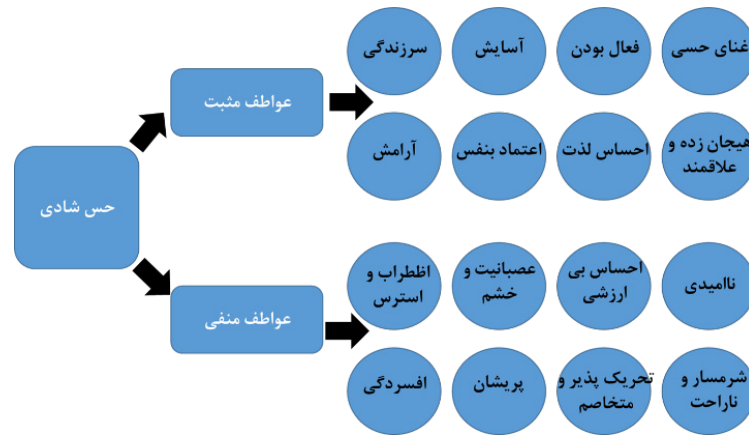 حس شادی
عواطف مثبت
غنای حسی
فعال بودن
آسایش
سرزندگی
هیجان زده و
علاقمند
احساس لذت
اعتماد بنفس
آرامش
عواطف منفی
ناامیدی
احساس بی
ارزشی
عصبانیت و
خشم
اظطراب و
استرس
شرمسار و
ناراحت
تحریک پذیر و
متخاصم
پریشان
افسردگی